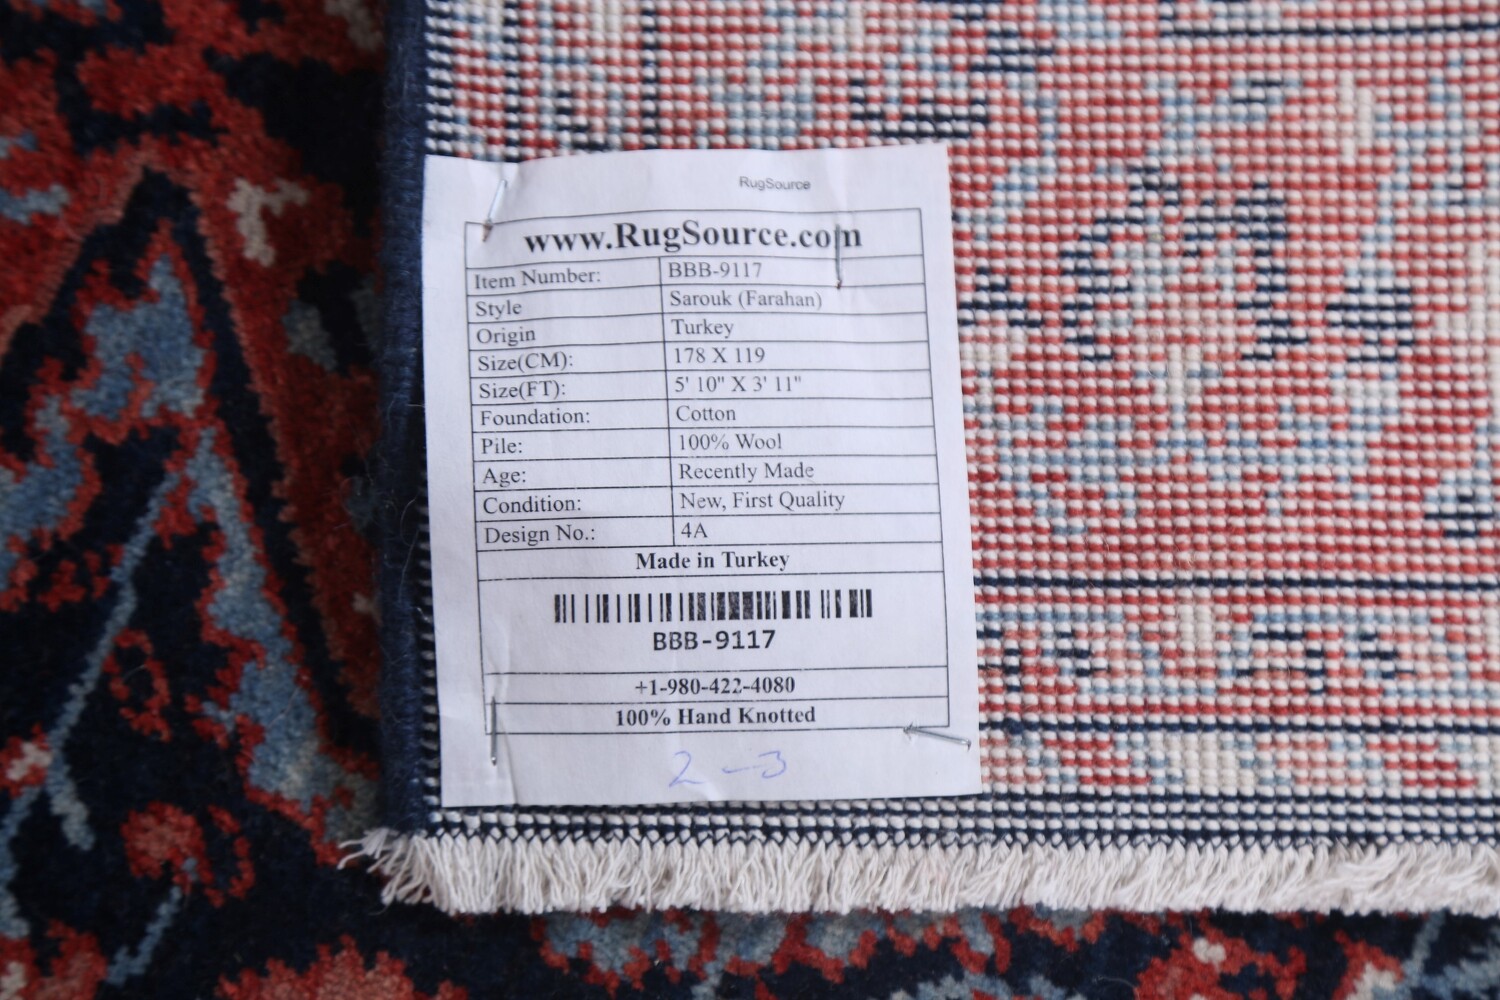 RugSource
www.RugSource.com
Item Number: BBB-9117
Style Sarouk (Farahan)
Origin Turkey
Size(CM): 178 X 119
Size(FT): 5' 10" X 3' 11"
Foundation: Cotton
Pile: 100% Wool
Age: Recently Made
Condition: New, First Quality
Design No.: 4A
Made in Turkey
BBB-9117
+1-980-422-4080
100% Hand Knotted
2-3